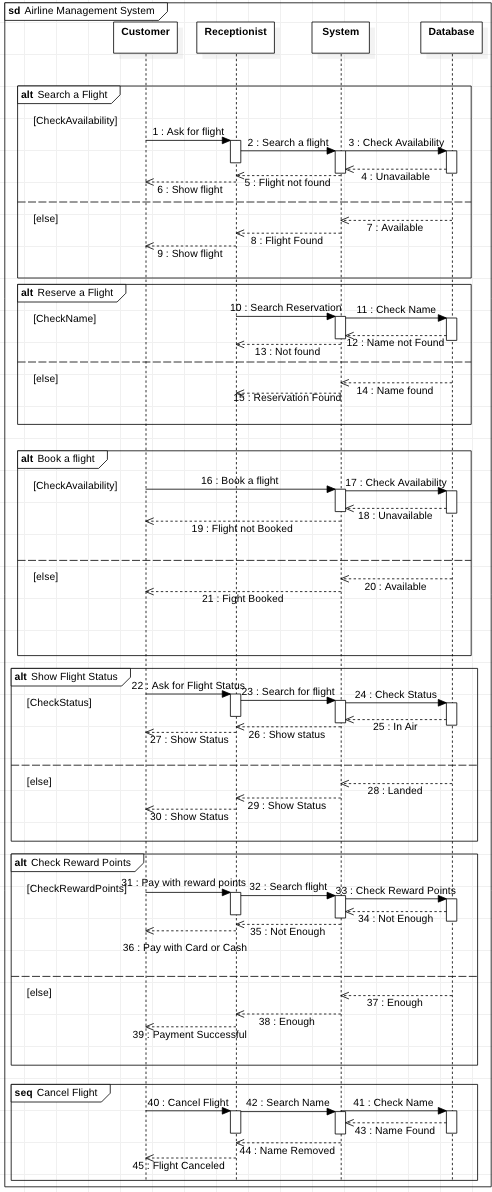 sd Airline Management System
Customer
Receptionist
System
Database
alt Search a Flight
[CheckAvailability]
1 : Ask for flight
2 : Search a flight
3 : Check Availability
4 : Unavailable
5 : Flight not found
6 : Show flight
[else]
7 : Available
8 : Flight Found
9 : Show flight
alt Reserve a Flight
[CheckName]
10 : Search Reservation
11 : Check Name
12 : Name not Found
13 : Not found
[else]
14 : Name found
15 : Reservation Found
alt Book a flight
[CheckAvailability]
16 : Book a flight
17 : Check Availability
18 : Unavailable
19 : Flight not Booked
[else]
20 : Available
21 : Fight Booked
alt Show Flight Status
[CheckStatus]
22 : Ask for Flight Status
23 : Search for flight
24 : Check Status
25 : In Air
26 : Show status
27 : Show Status
[else]
28 : Landed
29 : Show Status
30 : Show Status
alt Check Reward Points
[CheckRewardPoints]
31 : Pay with reward points
32 : Search flight
33 : Check Reward Points
34 : Not Enough
35 : Not Enough
36 : Pay with Card or Cash
[else]
37 : Enough
38 : Enough
39 : Payment Successful
seq Cancel Flight
40 : Cancel Flight
42 : Search Name
41 : Check Name
43 : Name Found
44 : Name Removed
45 : Flight Canceled